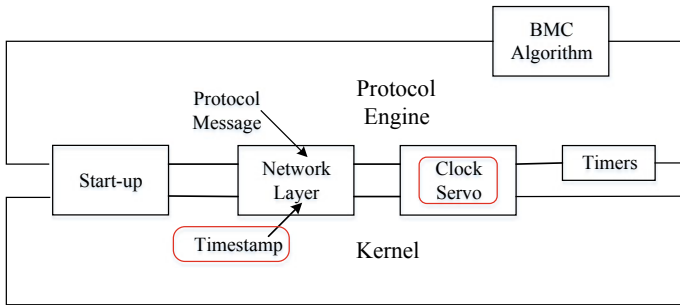 BMC
Algorithm
Protocol
Message
Protocol
Engine
Start-up
Network
Layer
Clock
Servo
Timers
Timestamp
Kernel